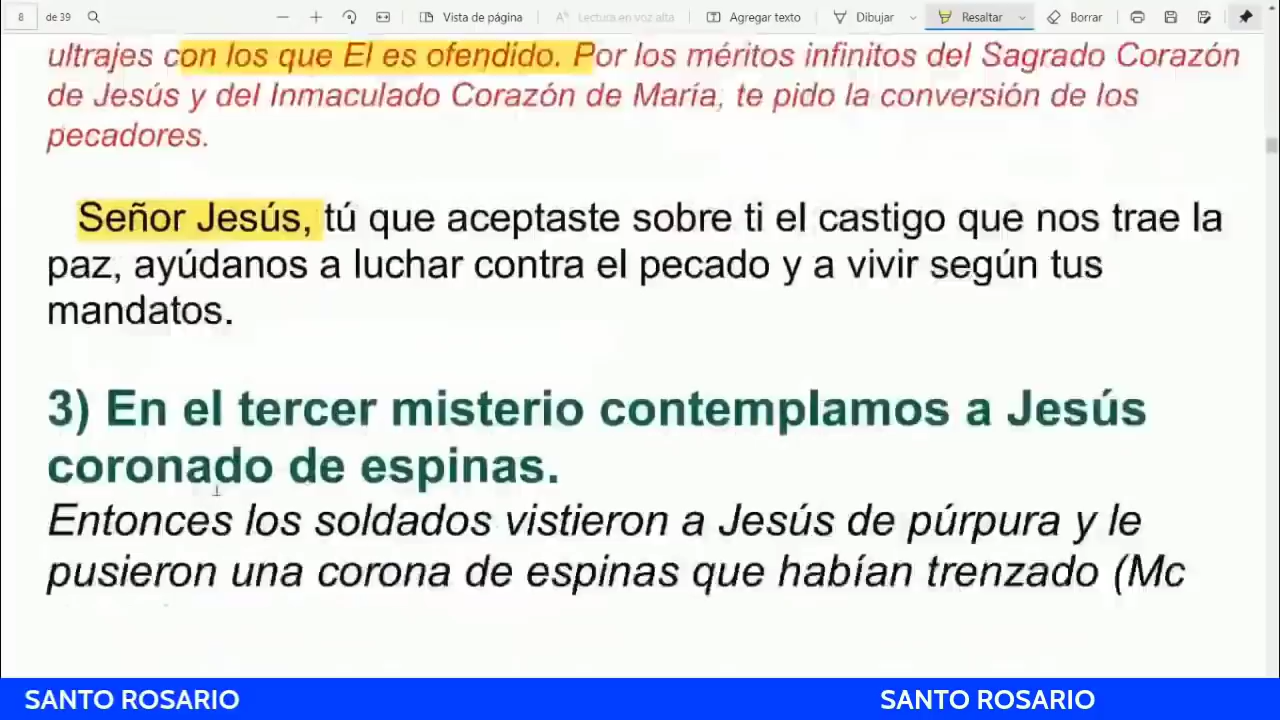 8 de 39 Vista de página Lectura en voz alta Agregar texto Dibujar Resaltar Borrar
ultrajes con los que El es ofendido. Por los méritos infinitos del Sagrado Corazón
de Jesús y del Inmaculado Corazón de María, te pido la conversión de los
pecadores.
Señor Jesús, tú que aceptaste sobre ti el castigo que nos trae la
paz, ayúdanos a luchar contra el pecado y a vivir según tus
mandatos.
3) En el tercer misterio contemplamos a Jesús
coronado de espinas.
Entonces los soldados vistieron a Jesús de púrpura y le
pusieron una corona de espinas que habían trenzado (Mc
SANTO ROSARIO SANTO ROSARIO